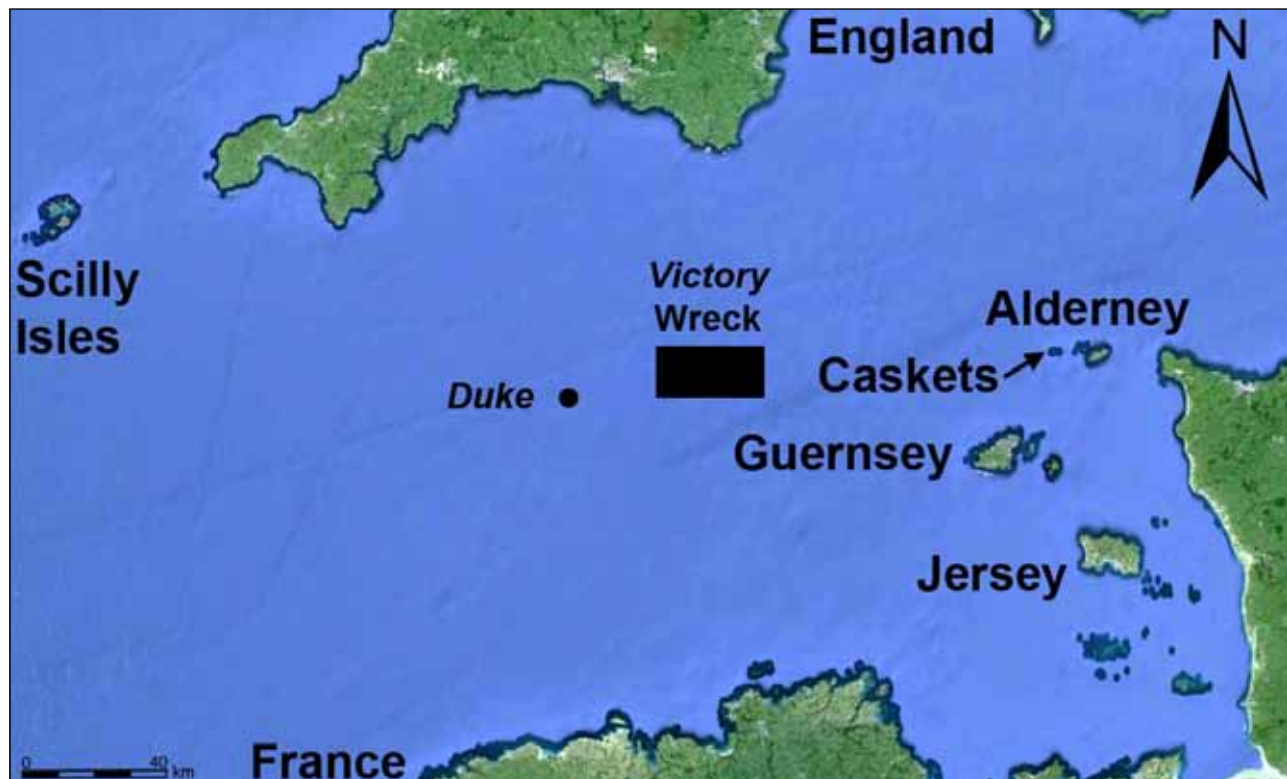 England
N
Scilly
Isles
Victory
Wreck
Alderney
Caskets
Duke
Guernsey
Jersey
France
0 40
km